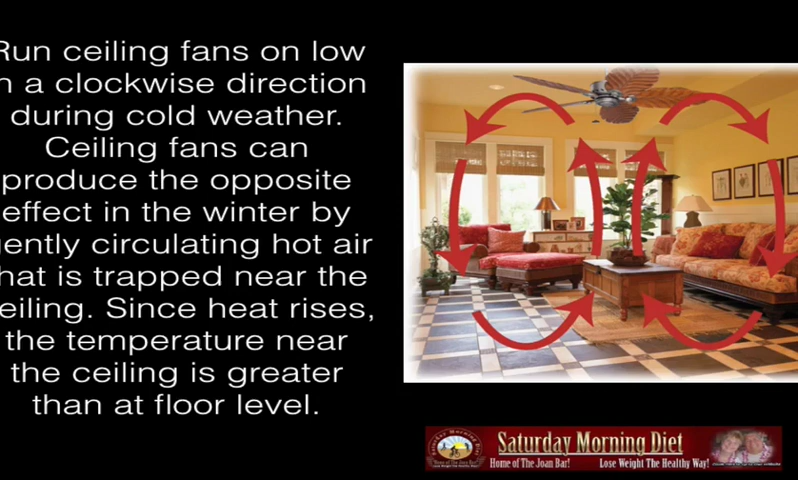 Run ceiling fans on low
n a clockwise direction
during cold weather.
Ceiling fans can
produce the opposite
effect in the winter by
gently circulating hot air
hat is trapped near the
eiling. Since heat rises,
the temperature near
the ceiling is greater
than at floor level.
Saturday Morning Diet
Home of The Joan Bar! Lose Weight The Healthy Way!